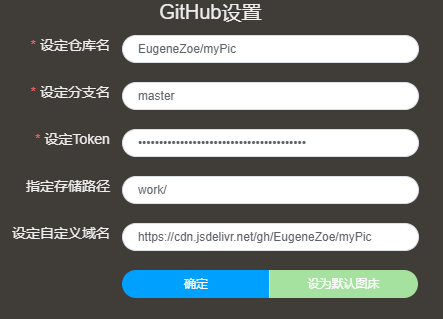 GitHub设置
* 设定仓库名 EugeneZoe/myPic
* 设定分支名 master
* 设定Token ••••••••••••••••••••••••••••••••••••••••
指定存储路径 work/
设定自定义域名 https://cdn.jsdelivr.net/gh/EugeneZoe/myPic
确定 设为默认图床